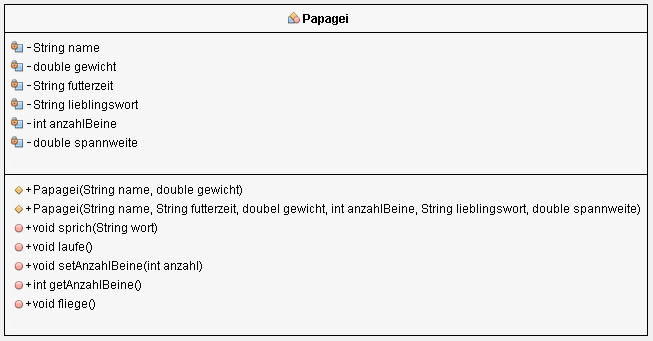 Papagei
- String name
- double gewicht
- String futterzeit
- String lieblingswort
- int anzahlBeine
- double spannweite
+ Papagei(String name, double gewicht)
+ Papagei(String name, String futterzeit, doubel gewicht, int anzahlBeine, String lieblingswort, double spannweite)
+ void sprich(String wort)
+ void laufe()
+ void setAnzahlBeine(int anzahl)
+ int getAnzahlBeine()
+ void fliege()